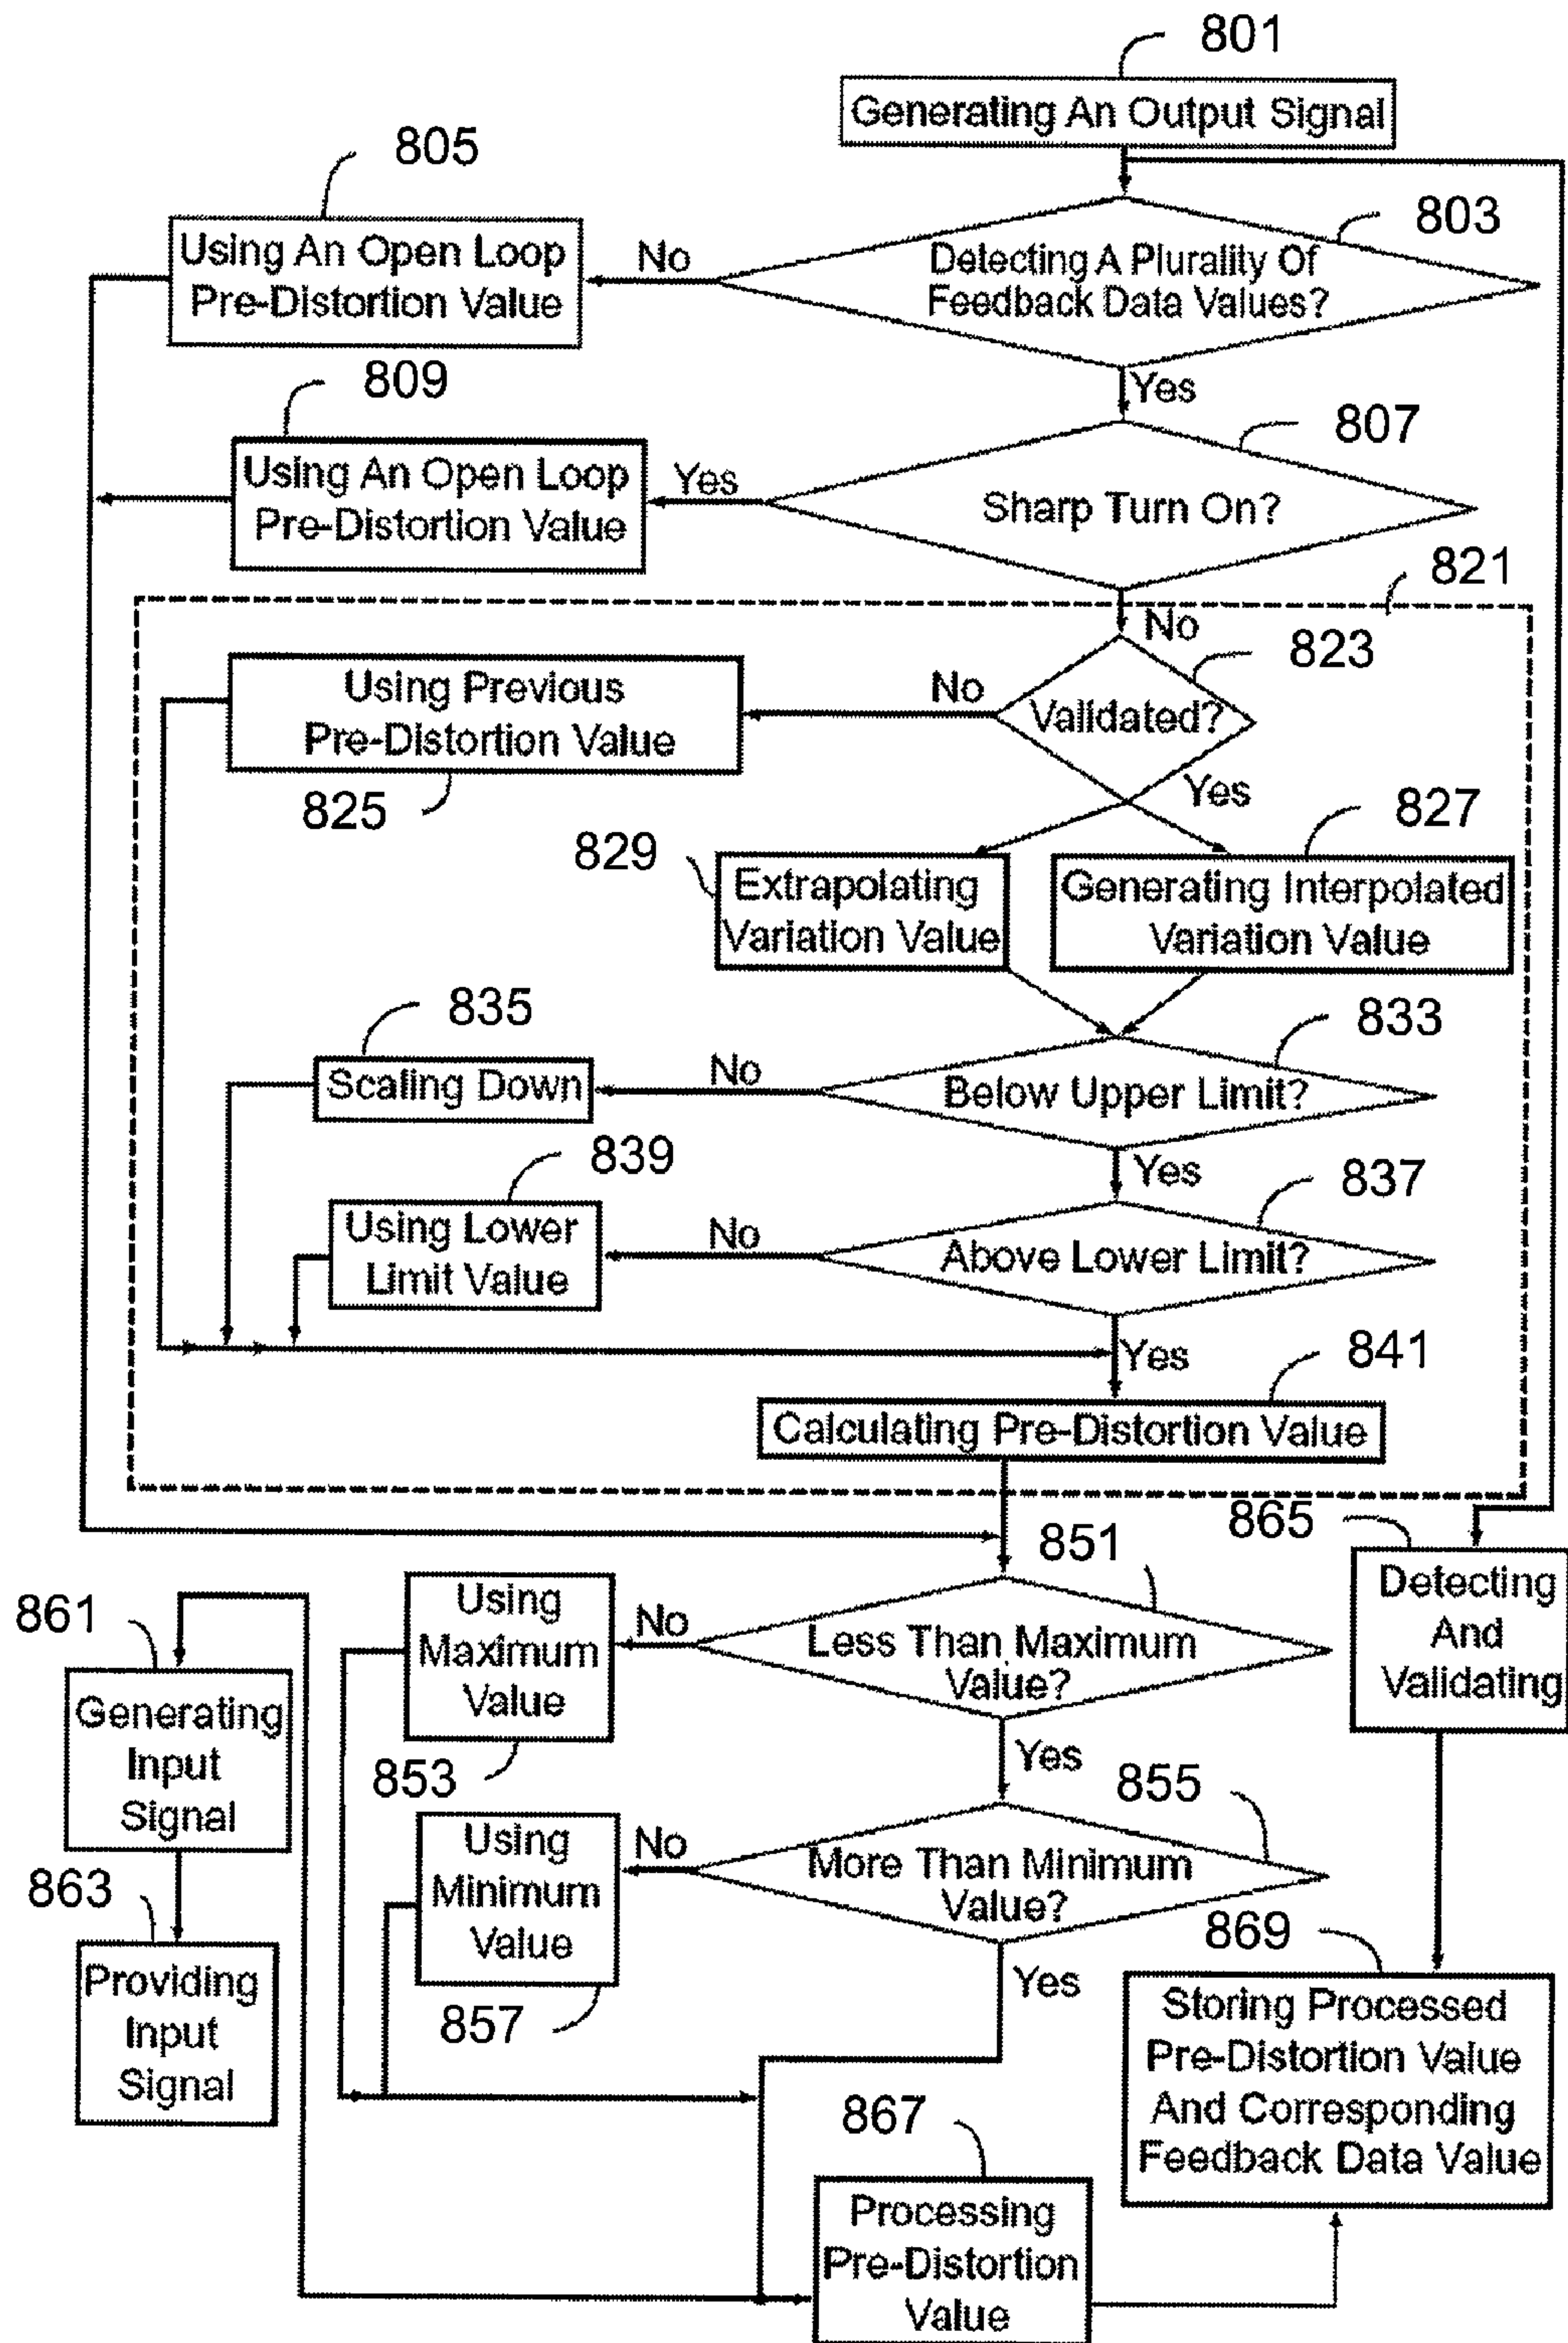 801
Generating An Output Signal
805
803
Using An Open Loop
Pre-Distortion Value
No
Detecting A Plurality Of
Feedback Data Values?
809
Yes
807
Using An Open Loop
Pre-Distortion Value
Yes
Sharp Turn On?
821
No
823
Using Previous
Pre-Distortion Value
No
Validated?
825
Yes
827
829
Extrapolating
Variation Value
Generating Interpolated
Variation Value
835
833
Scaling Down
No
Below Upper Limit?
839
Yes
837
Using Lower
Limit Value
No
Above Lower Limit?
Yes
841
Calculating Pre-Distortion Value
865
851
Detecting
And
Validating
861
Using
Maximum
Value
No
Less Than Maximum
Value?
Generating
Input
Signal
853
Yes
855
863
Using
Minimum
Value
No
More Than Minimum
Value?
869
Providing
Input
Signal
857
Yes
Storing Processed
Pre-Distortion Value
And Corresponding
Feedback Data Value
867
Processing
Pre-Distortion
Value